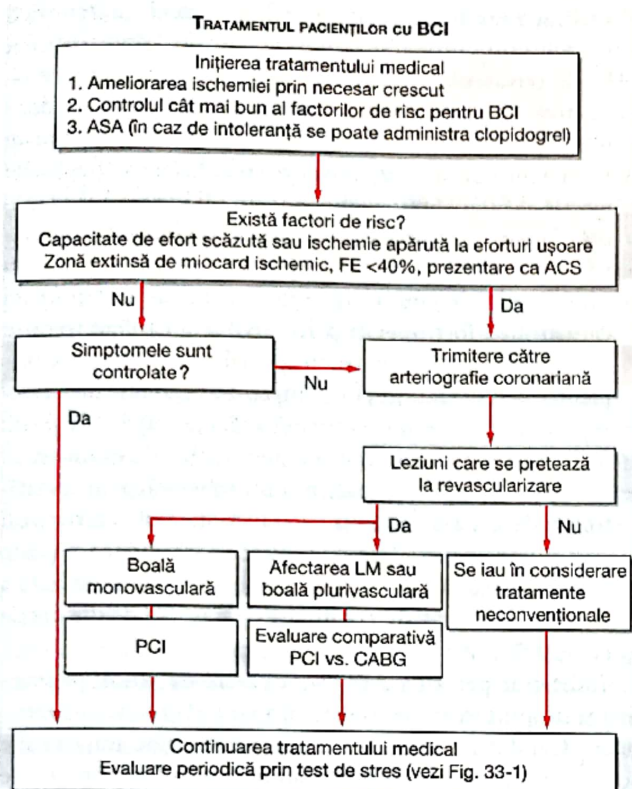 TRATAMENTUL PACIENȚILOR CU BCI
Inițierea tratamentului medical
1. Ameliorarea ischemiei prin necesar crescut
2. Controlul cât mai bun al factorilor de risc pentru BCI
3. ASA (în caz de intoleranță se poate administra clopidogrel)
Există factori de risc?
Capacitate de efort scăzută sau ischemie apărută la eforturi ușoare
Zonă extinsă de miocard ischemic, FE <40%, prezentare ca ACS
Nu
Da
Simptomele sunt
controlate?
Nu
Trimitere către
arteriografie coronariană
Da
Leziuni care se pretează
la revascularizare
Da
Nu
Boală
monovasculară
Afectarea LM sau
boală plurivasculară
Se iau în considerare
tratamente
neconvenționale
PCI
Evaluare comparativă
PCI vs. CABG
Continuarea tratamentului medical
Evaluare periodică prin test de stres (vezi Fig. 33-1)